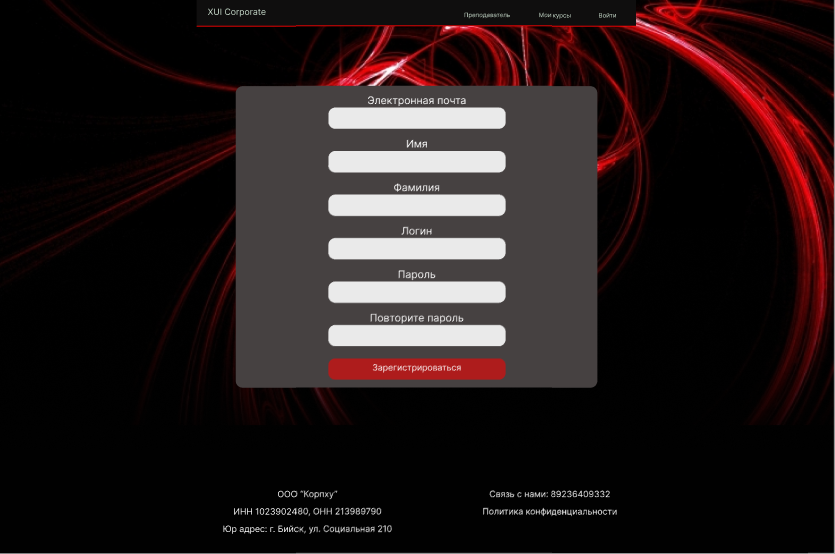 XUI Corporate
Преподаватель Мои курсы Войти
Электронная почта
Имя
Фамилия
Логин
Пароль
Повторите пароль
Зарегистрироваться
ООО "Корпху"
ИНН 1023902480, ОНН 213989790
Юр адрес: г. Бийск, ул. Социальная 210
Связь с нами: 89236409332
Политика конфиденциальности